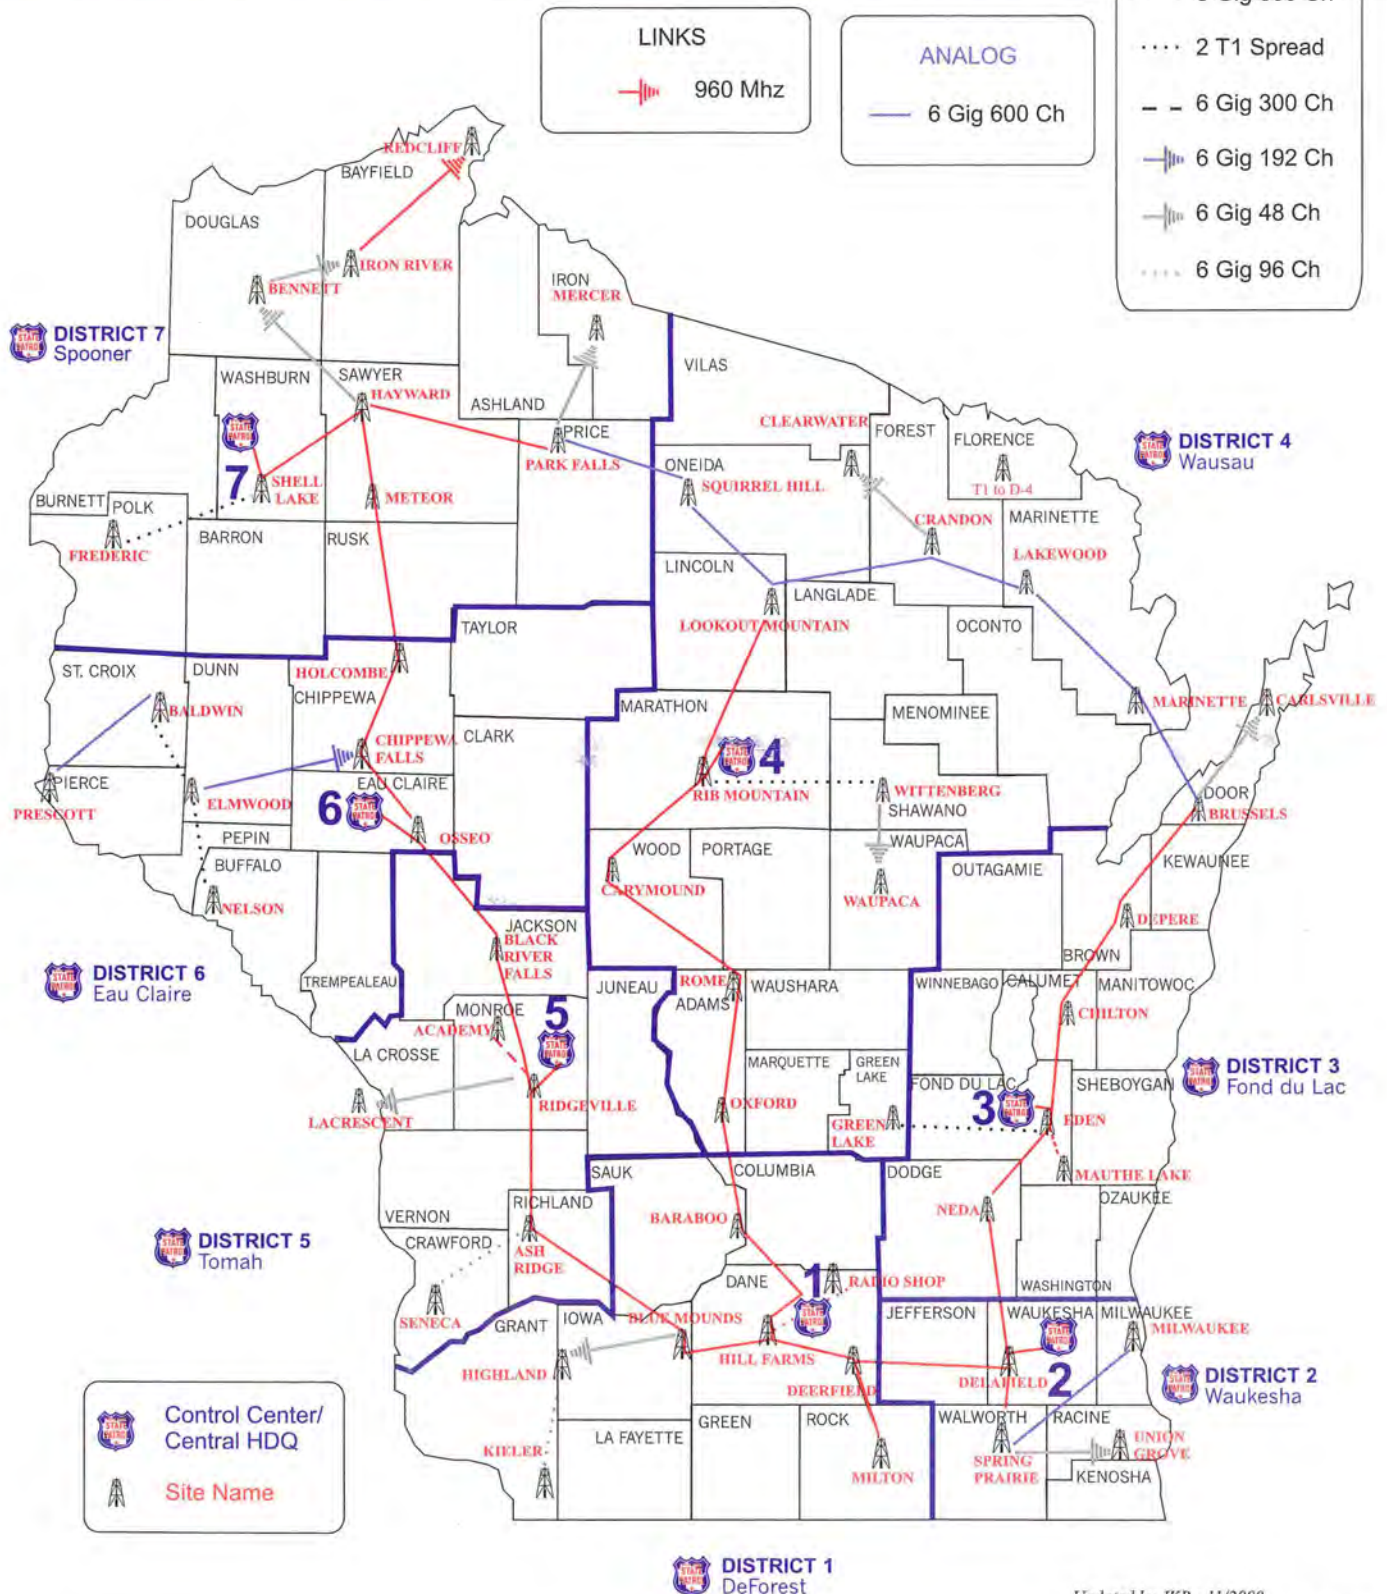 LINKS
960 Mhz
ANALOG
6 Gig 600 Ch
2 T1 Spread
6 Gig 300 Ch
6 Gig 192 Ch
6 Gig 48 Ch
6 Gig 96 Ch
REDCLIFF
BAYFIELD
DOUGLAS
IRON RIVER
BENNETT
IRON
MERCER
DISTRICT 7
Spooner
VILAS
WASHBURN
SAWYER
HAYWARD
ASHLAND
PRICE
PARK FALLS
CLEARWATER
FOREST
FLORENCE
T1 to D-4
DISTRICT 4
Wausau
7
SHELL
LAKE
METEOR
ONEIDA
SQUIRREL HILL
BURNETT
POLK
FREDERIC
BARRON
RUSK
CRANDON
MARINETTE
LAKEWOOD
LINCOLN
LANGLADE
LOOKOUT MOUNTAIN
OCONTO
TAYLOR
ST. CROIX
DUNN
HOLCOMBE
CHIPPEWA
BALDWIN
MARATHON
MENOMINEE
MARINETTE
CARLSVILLE
CHIPPEWA
FALLS
CLARK
4
PIERCE
PRESCOTT
ELMWOOD
EAU CLAIRE
6
OSSEO
RIB MOUNTAIN
WITTENBERG
SHAWANO
DOOR
BRUSSELS
PEPIN
BUFFALO
NELSON
WOOD
PORTAGE
WAUPACA
CARYMOUND
WAUPACA
OUTAGAMIE
KEWAUNEE
DEPERE
JACKSON
BLACK
RIVER
FALLS
BROWN
DISTRICT 6
Eau Claire
TREMPEALEAU
JUNEAU
ROME
ADAMS
WAUSHARA
WINNEBAGO
CALUMET
MANITOWOC
CHILTON
MONROE
ACADEMY
5
LA CROSSE
MARQUETTE
GREEN
LAKE
FOND DU LAC
SHEBOYGAN
DISTRICT 3
Fond du Lac
LACRESCENT
RIDGEVILLE
OXFORD
GREEN
LAKE
3
EDEN
MAUTHE LAKE
SAUK
COLUMBIA
DODGE
OZAUKEE
VERNON
RICHLAND
BARABOO
NEDA
DISTRICT 5
Tomah
CRAWFORD
ASH
RIDGE
DANE
1
RADIO SHOP
WASHINGTON
SENECA
GRANT
IOWA
BLUE MOUNDS
HILL FARMS
JEFFERSON
WAUKESHA
MILWAUKEE
MILWAUKEE
HIGHLAND
DEERFIELD
DELAFIELD
2
DISTRICT 2
Waukesha
Control Center/
Central HDQ
Site Name
KIELER
LA FAYETTE
GREEN
ROCK
MILTON
WALWORTH
SPRING
PRAIRIE
RACINE
UNION
GROVE
KENOSHA
DISTRICT 1
DeForest